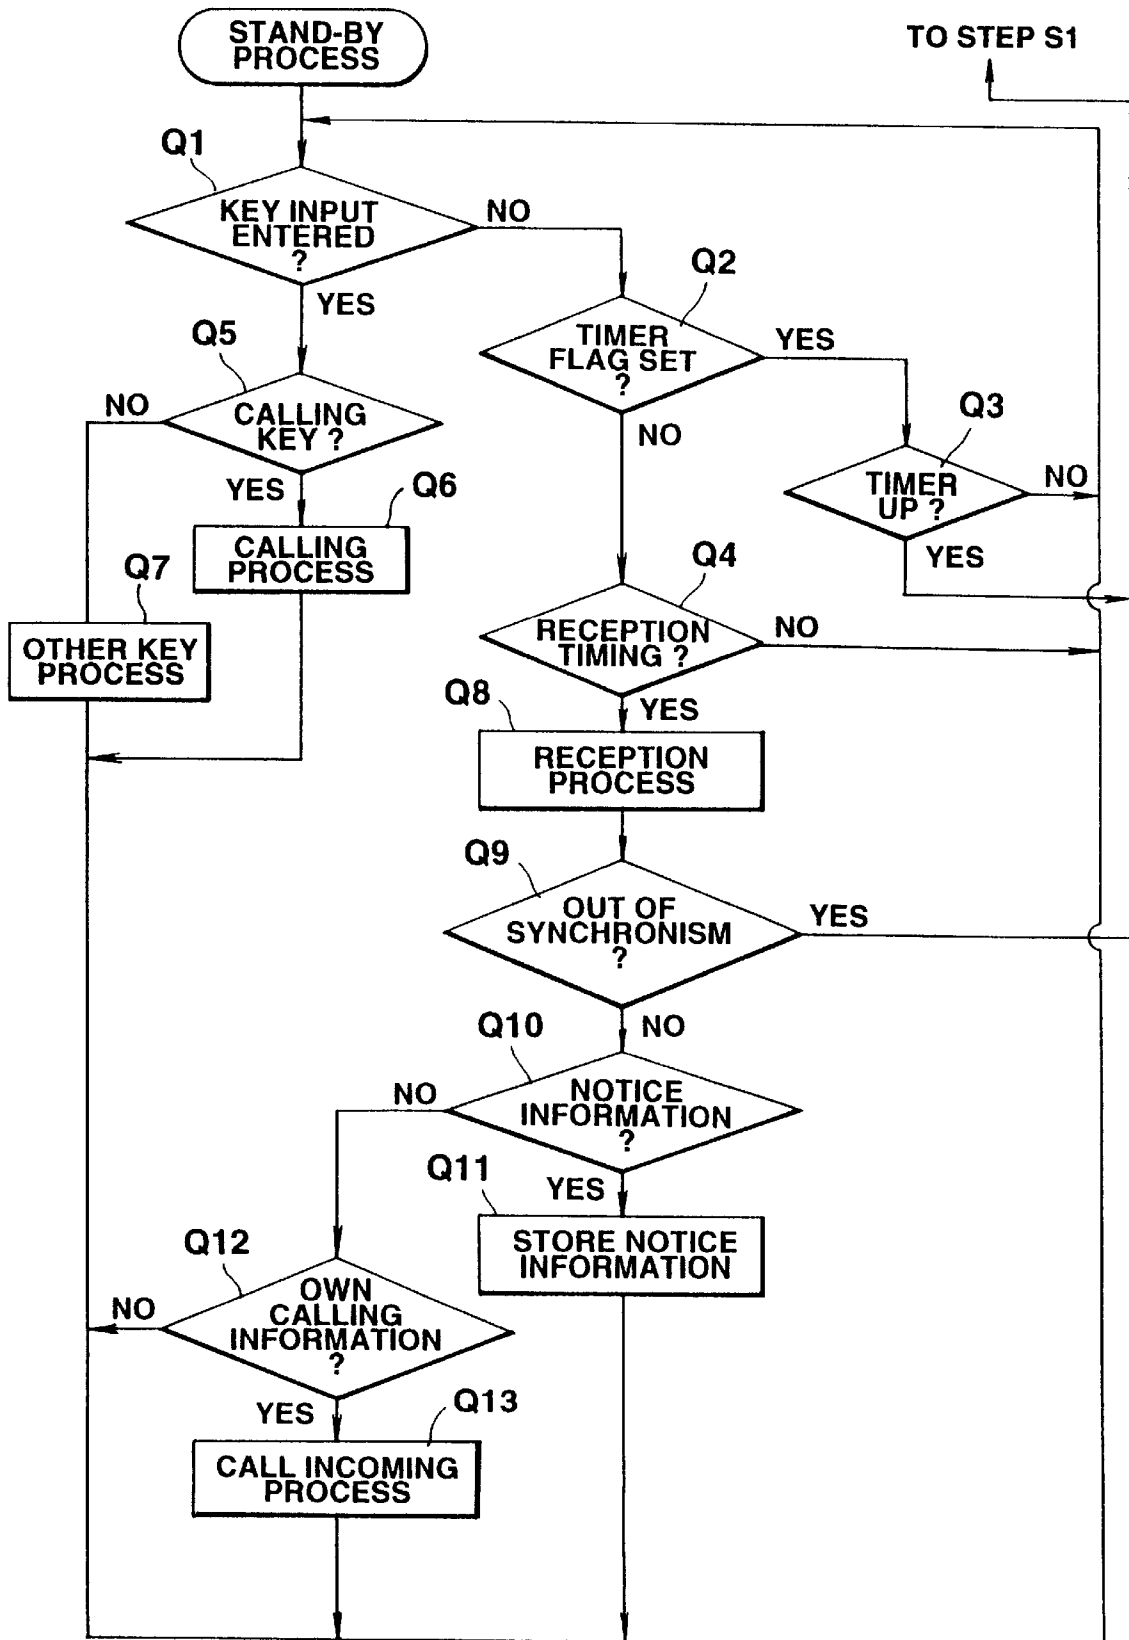 STAND-BY
PROCESS
TO STEP S1
Q1
KEY INPUT
ENTERED
?
NO
YES
Q2
TIMER
FLAG SET
?
YES
NO
Q5
CALLING
KEY ?
NO
YES
Q3
TIMER
UP ?
NO
YES
Q6
CALLING
PROCESS
Q7
OTHER KEY
PROCESS
Q4
RECEPTION
TIMING ?
NO
YES
Q8
RECEPTION
PROCESS
Q9
OUT OF
SYNCHRONISM
?
YES
NO
Q10
NOTICE
INFORMATION
?
NO
YES
Q11
STORE NOTICE
INFORMATION
Q12
OWN
CALLING
INFORMATION
?
NO
YES
Q13
CALL INCOMING
PROCESS